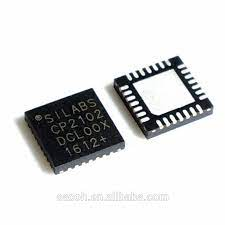 SILABS
CP2102
DCL00X
1612+